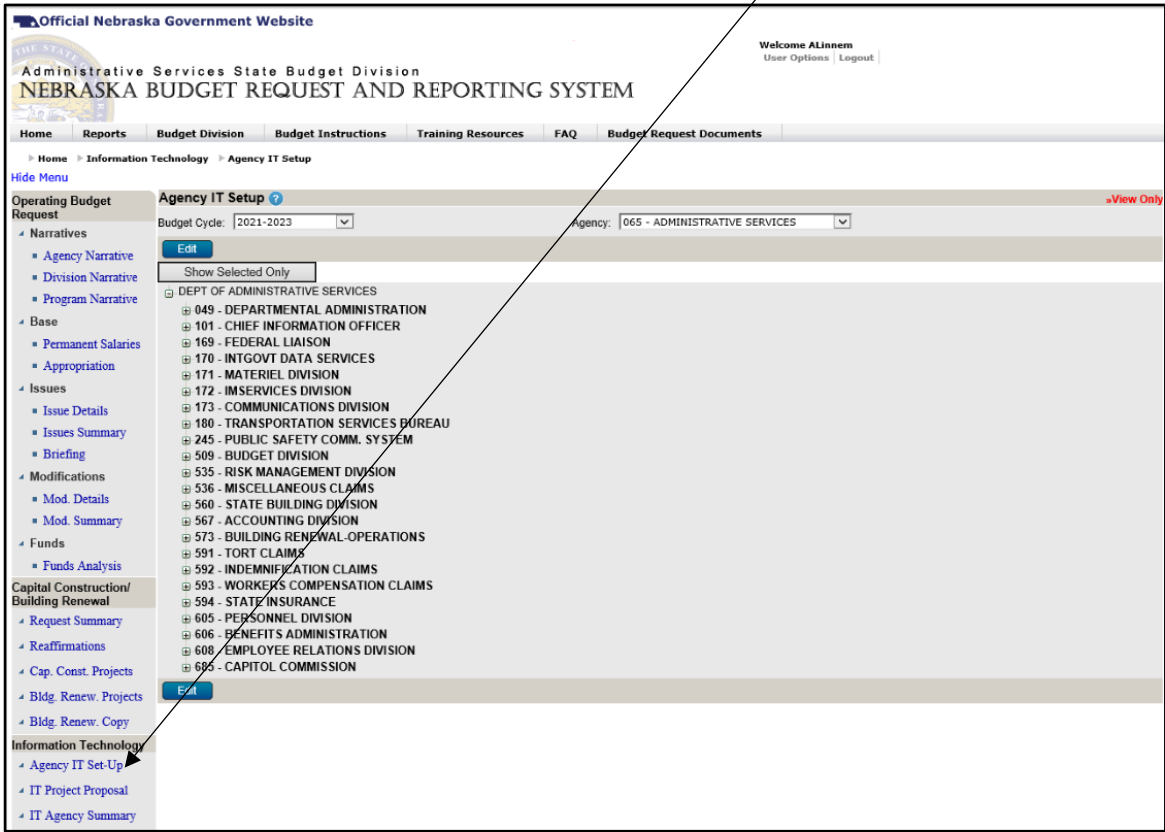 Official Nebraska Government Website
THE STATE
Welcome ALinnem
User Options Logout
Administrative Services State Budget Division
NEBRASKA BUDGET REQUEST AND REPORTING SYSTEM
Home Reports Budget Division Budget Instructions Training Resources FAQ Budget Request Documents
Home Information Technology Agency IT Setup
Hide Menu
Operating Budget
Request
Narratives
Agency Narrative
Division Narrative
Program Narrative
Base
Permanent Salaries
Appropriation
Issues
Issue Details
Issues Summary
Briefing
Modifications
Mod. Details
Mod. Summary
Funds
Funds Analysis
Capital Construction/
Building Renewal
Request Summary
Reaffirmations
Cap. Const. Projects
Bldg. Renew. Projects
Bldg. Renew. Copy
Information Technology
Agency IT Set-Up
IT Project Proposal
IT Agency Summary
Agency IT Setup ?
»View Only
Budget Cycle: 2021-2023 Agency: 065 - ADMINISTRATIVE SERVICES
Edit
Show Selected Only
DEPT OF ADMINISTRATIVE SERVICES
049 - DEPARTMENTAL ADMINISTRATION
101 - CHIEF INFORMATION OFFICER
169 - FEDERAL LIAISON
170 - INTGOVT DATA SERVICES
171 - MATERIEL DIVISION
172 - IMSERVICES DIVISION
173 - COMMUNICATIONS DIVISION
180 - TRANSPORTATION SERVICES BUREAU
245 - PUBLIC SAFETY COMM. SYSTEM
509 - BUDGET DIVISION
535 - RISK MANAGEMENT DIVISION
536 - MISCELLANEOUS CLAIMS
560 - STATE BUILDING DIVISION
567 - ACCOUNTING DIVISION
573 - BUILDING RENEWAL-OPERATIONS
591 - TORT CLAIMS
592 - INDEMNIFICATION CLAIMS
593 - WORKERS COMPENSATION CLAIMS
594 - STATE INSURANCE
605 - PERSONNEL DIVISION
606 - BENEFITS ADMINISTRATION
608 - EMPLOYEE RELATIONS DIVISION
685 - CAPITOL COMMISSION
Edit